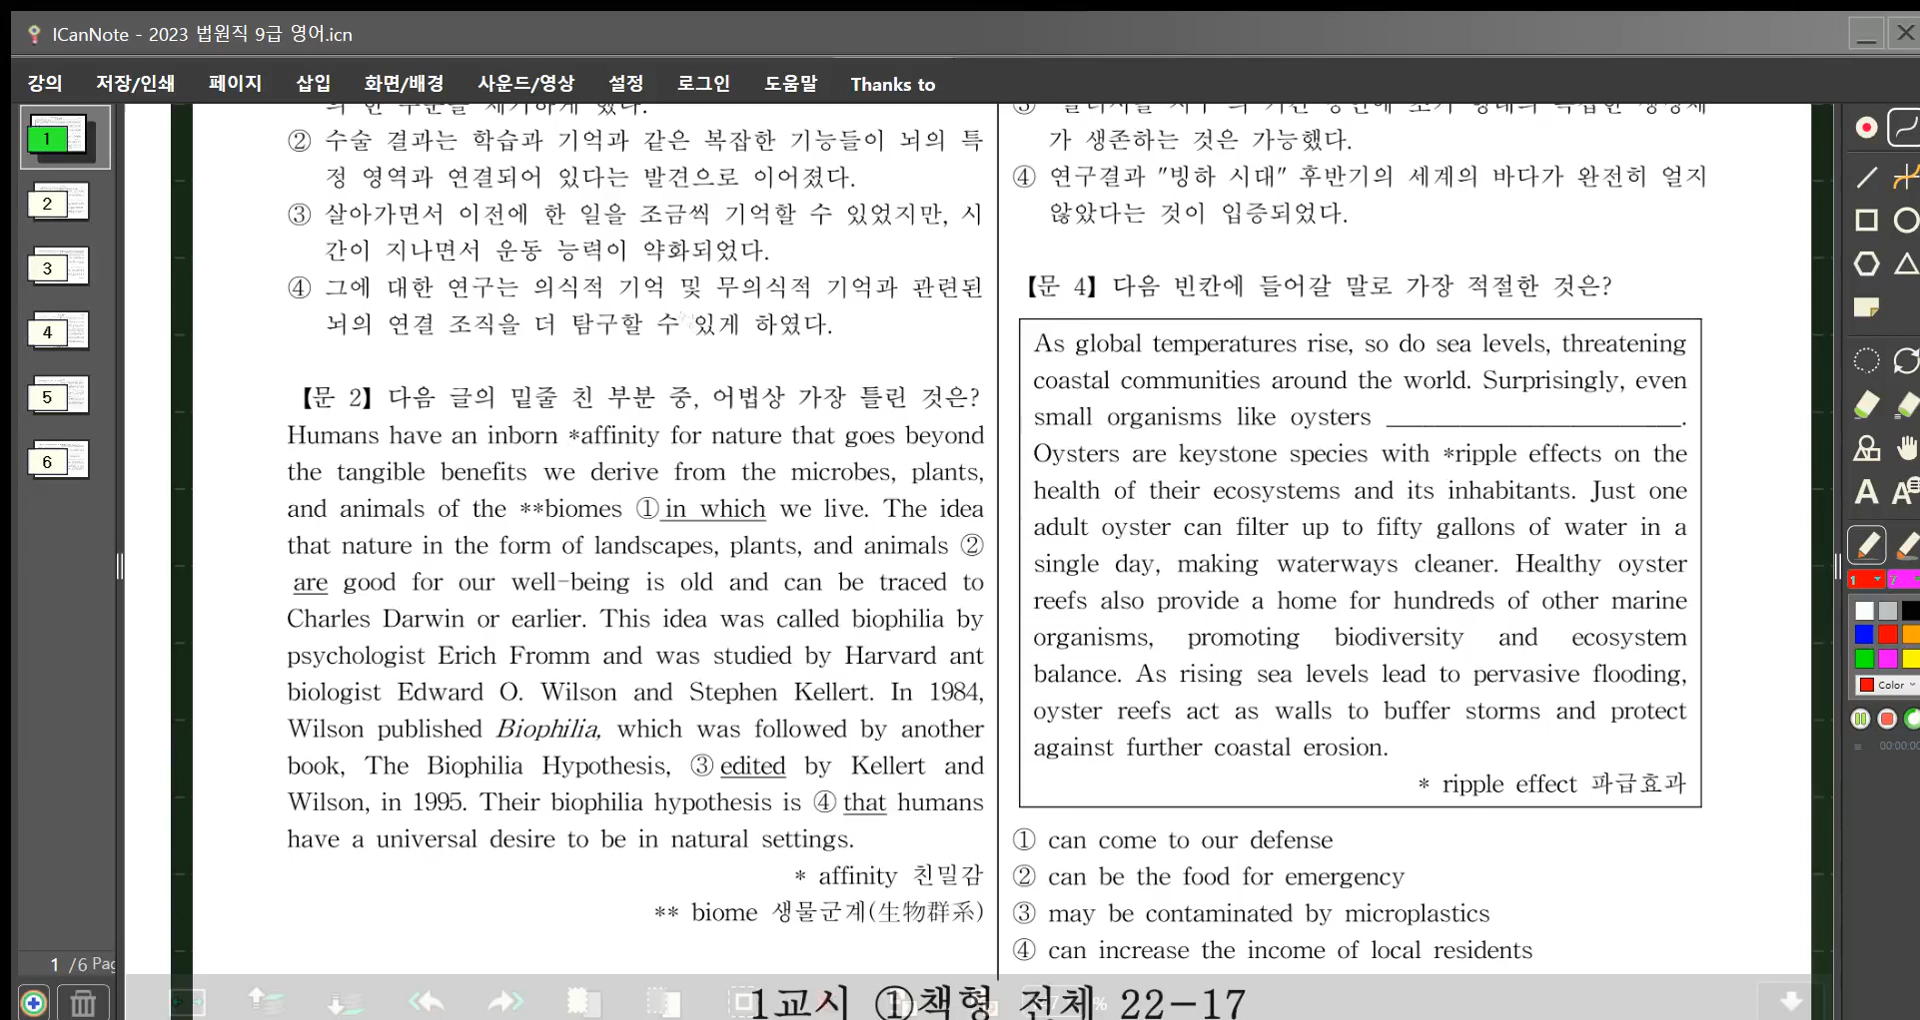 ICanNote - 2023 법원직 9급 영어.icn
강의 저장/인쇄 페이지 삽입 화면/배경 사운드/영상 설정 로그인 도움말 Thanks to
1
2
3
4
5
6
1 /6 Pag
② 수술 결과는 학습과 기억과 같은 복잡한 기능들이 뇌의 특
정 영역과 연결되어 있다는 발견으로 이어졌다.
③ 살아가면서 이전에 한 일을 조금씩 기억할 수 있었지만, 시
간이 지나면서 운동 능력이 약화되었다.
④ 그에 대한 연구는 의식적 기억 및 무의식적 기억과 관련된
뇌의 연결 조직을 더 탐구할 수 있게 하였다.
【문 2】 다음 글의 밑줄 친 부분 중, 어법상 가장 틀린 것은?
Humans have an inborn *affinity for nature that goes beyond
the tangible benefits we derive from the microbes, plants,
and animals of the **biomes ① in which we live. The idea
that nature in the form of landscapes, plants, and animals ②
are good for our well-being is old and can be traced to
Charles Darwin or earlier. This idea was called biophilia by
psychologist Erich Fromm and was studied by Harvard ant
biologist Edward O. Wilson and Stephen Kellert. In 1984,
Wilson published Biophilia, which was followed by another
book, The Biophilia Hypothesis, ③ edited by Kellert and
Wilson, in 1995. Their biophilia hypothesis is ④ that humans
have a universal desire to be in natural settings.
* affinity 친밀감
** biome 생물군계(生物群系)
가 생존하는 것은 가능했다.
④ 연구결과 "빙하 시대" 후반기의 세계의 바다가 완전히 얼지
않았다는 것이 입증되었다.
【문 4】 다음 빈칸에 들어갈 말로 가장 적절한 것은?
As global temperatures rise, so do sea levels, threatening
coastal communities around the world. Surprisingly, even
small organisms like oysters ____________________.
Oysters are keystone species with *ripple effects on the
health of their ecosystems and its inhabitants. Just one
adult oyster can filter up to fifty gallons of water in a
single day, making waterways cleaner. Healthy oyster
reefs also provide a home for hundreds of other marine
organisms, promoting biodiversity and ecosystem
balance. As rising sea levels lead to pervasive flooding,
oyster reefs act as walls to buffer storms and protect
against further coastal erosion.
* ripple effect 파급효과
① can come to our defense
② can be the food for emergency
③ may be contaminated by microplastics
④ can increase the income of local residents
1교시 ①책형 전체 22-17
Color
00:00:00